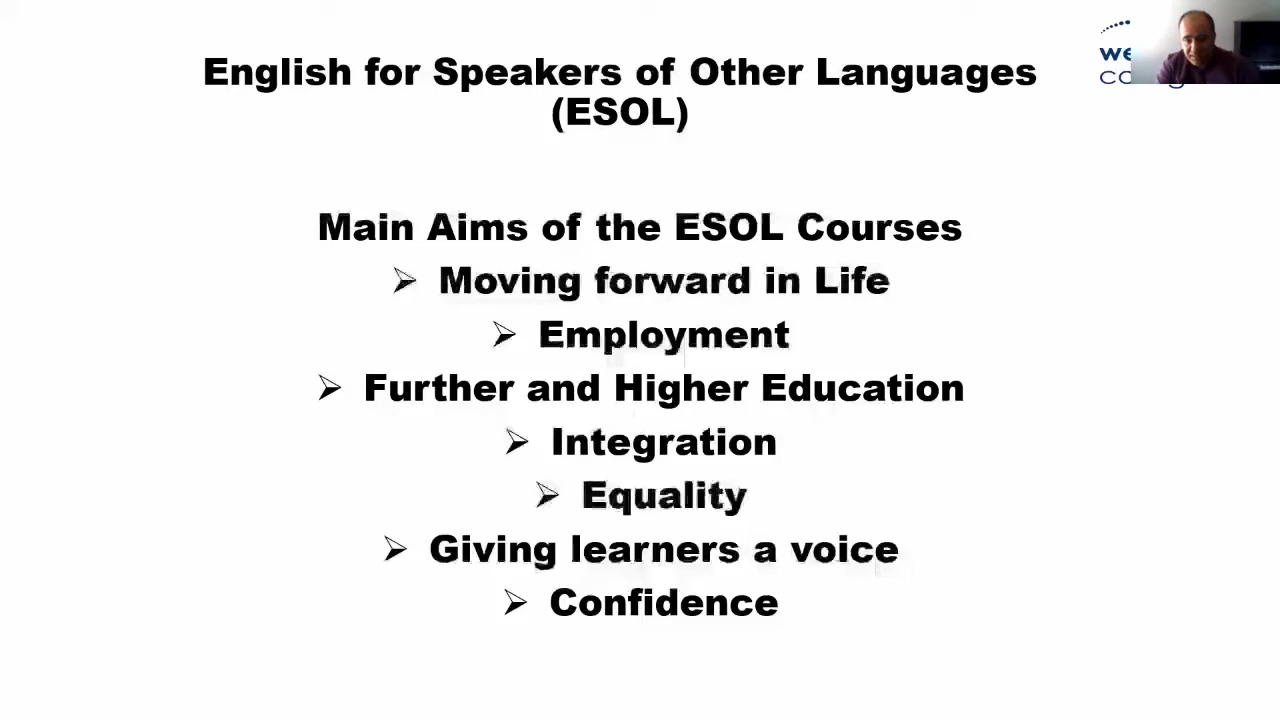 English for Speakers of Other Languages
(ESOL)
Main Aims of the ESOL Courses
Moving forward in Life
Employment
Further and Higher Education
Integration
Equality
Giving learners a voice
Confidence